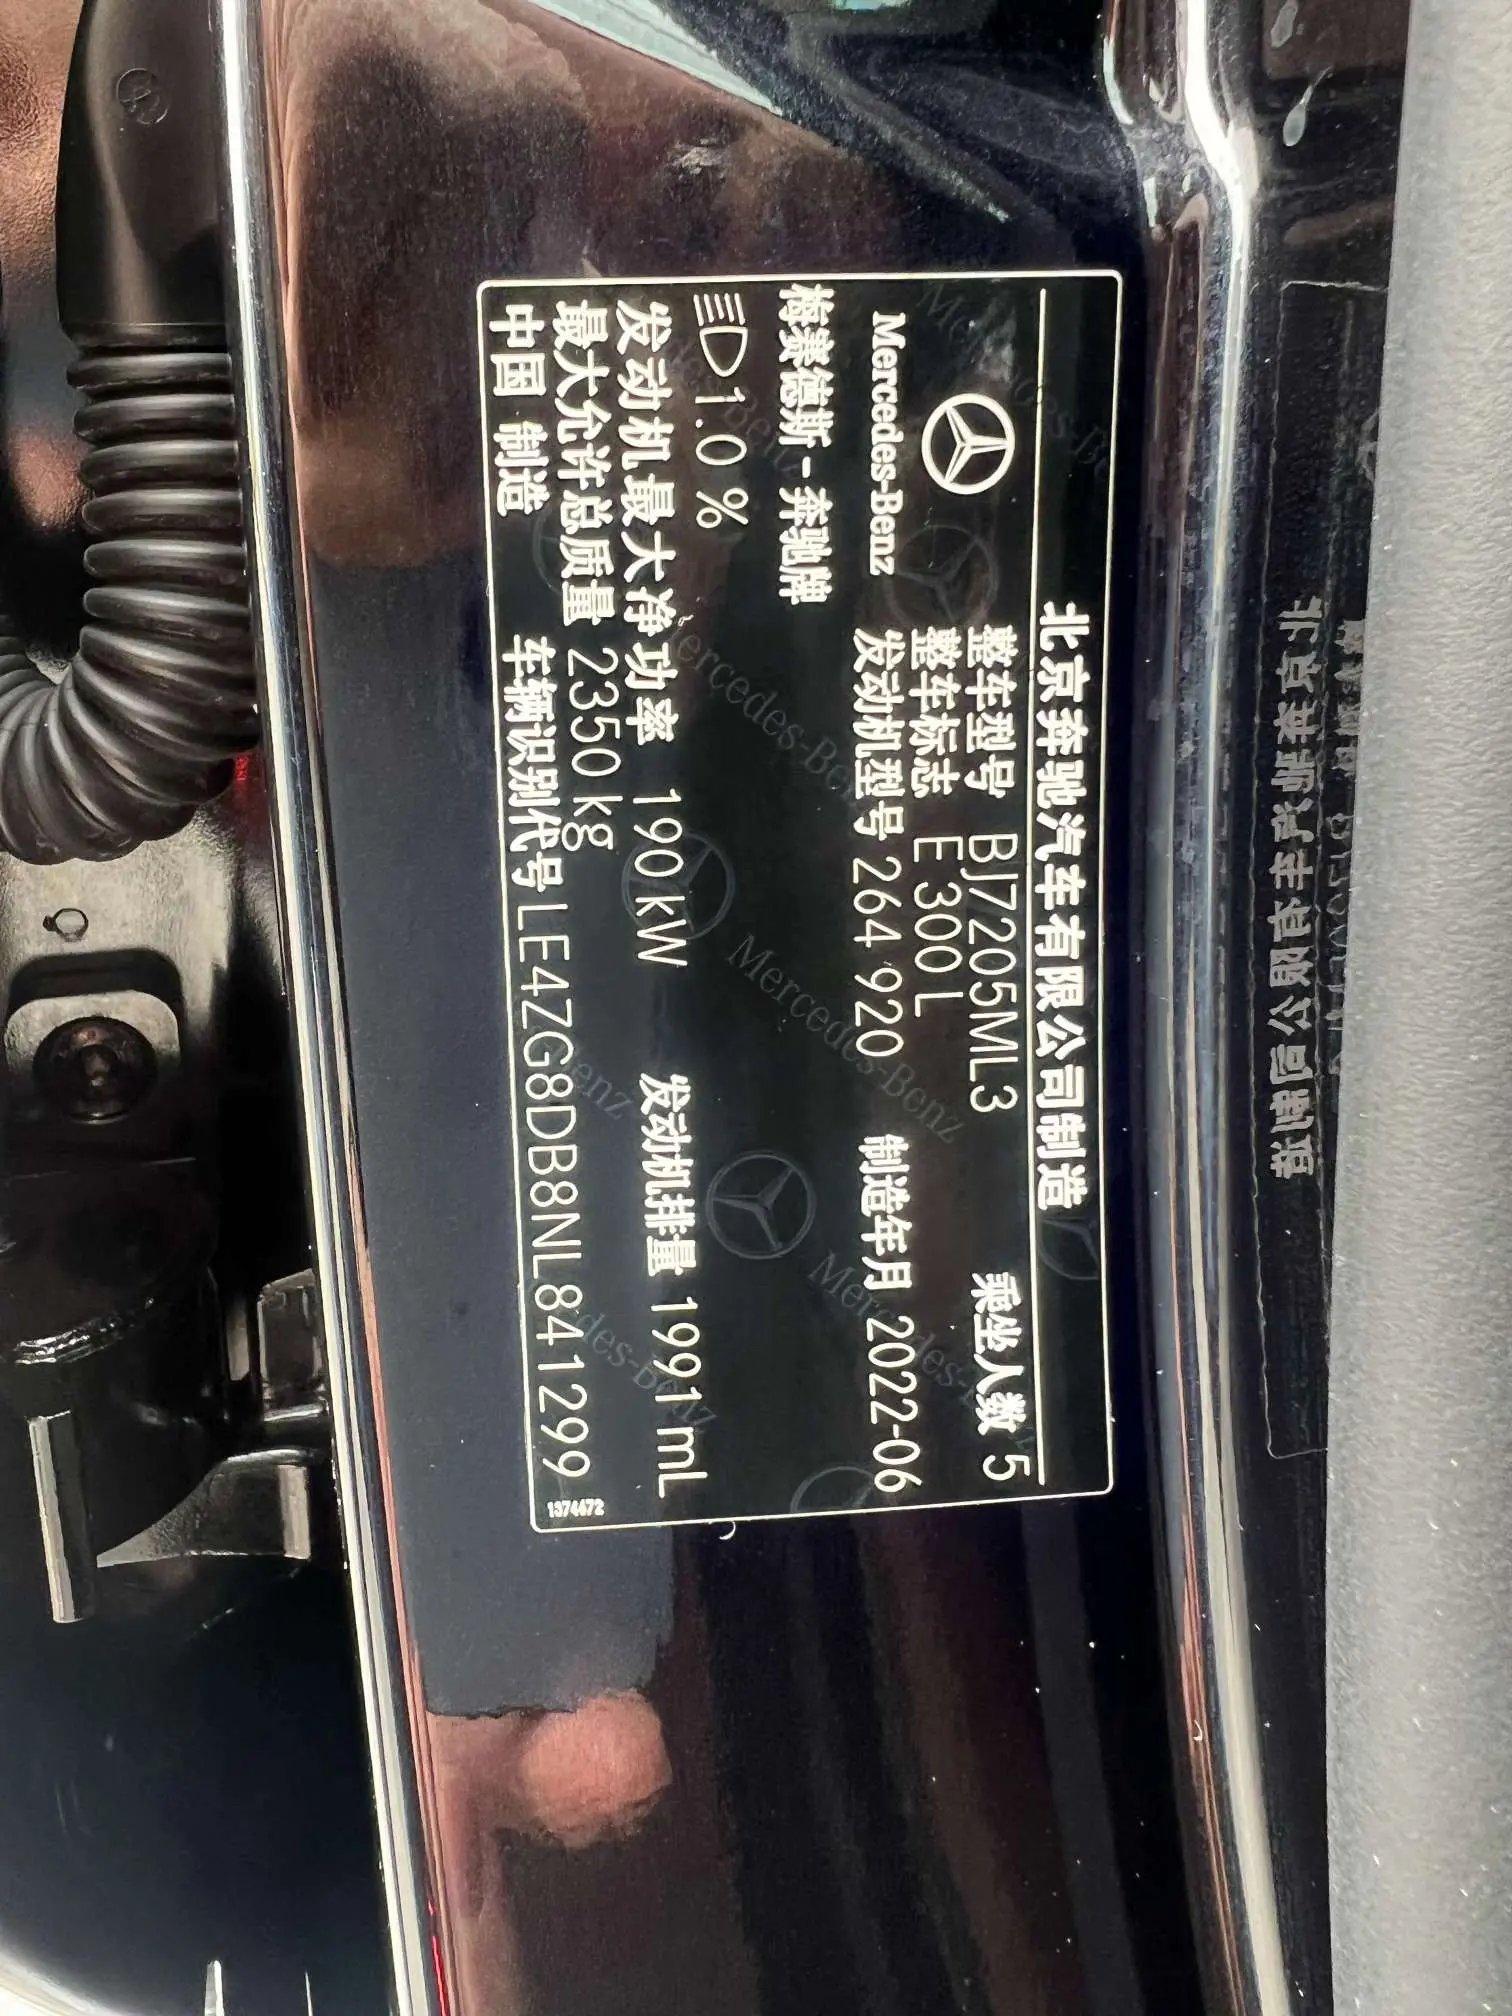 北京奔驰汽车有限公司制造
Mercedes-Benz
整车型号 BJ7205ML3 乘坐人数 5
整车标志 E 300 L
发动机型号 264 920 制造年月 2022-06
梅赛德斯-奔驰牌
1.0 %
发动机最大净功率 190 kW 发动机排量 1991 mL
最大允许总质量 2350 kg
中国 制造 车辆识别代号 LE4ZG8DB8NL841299
1374672